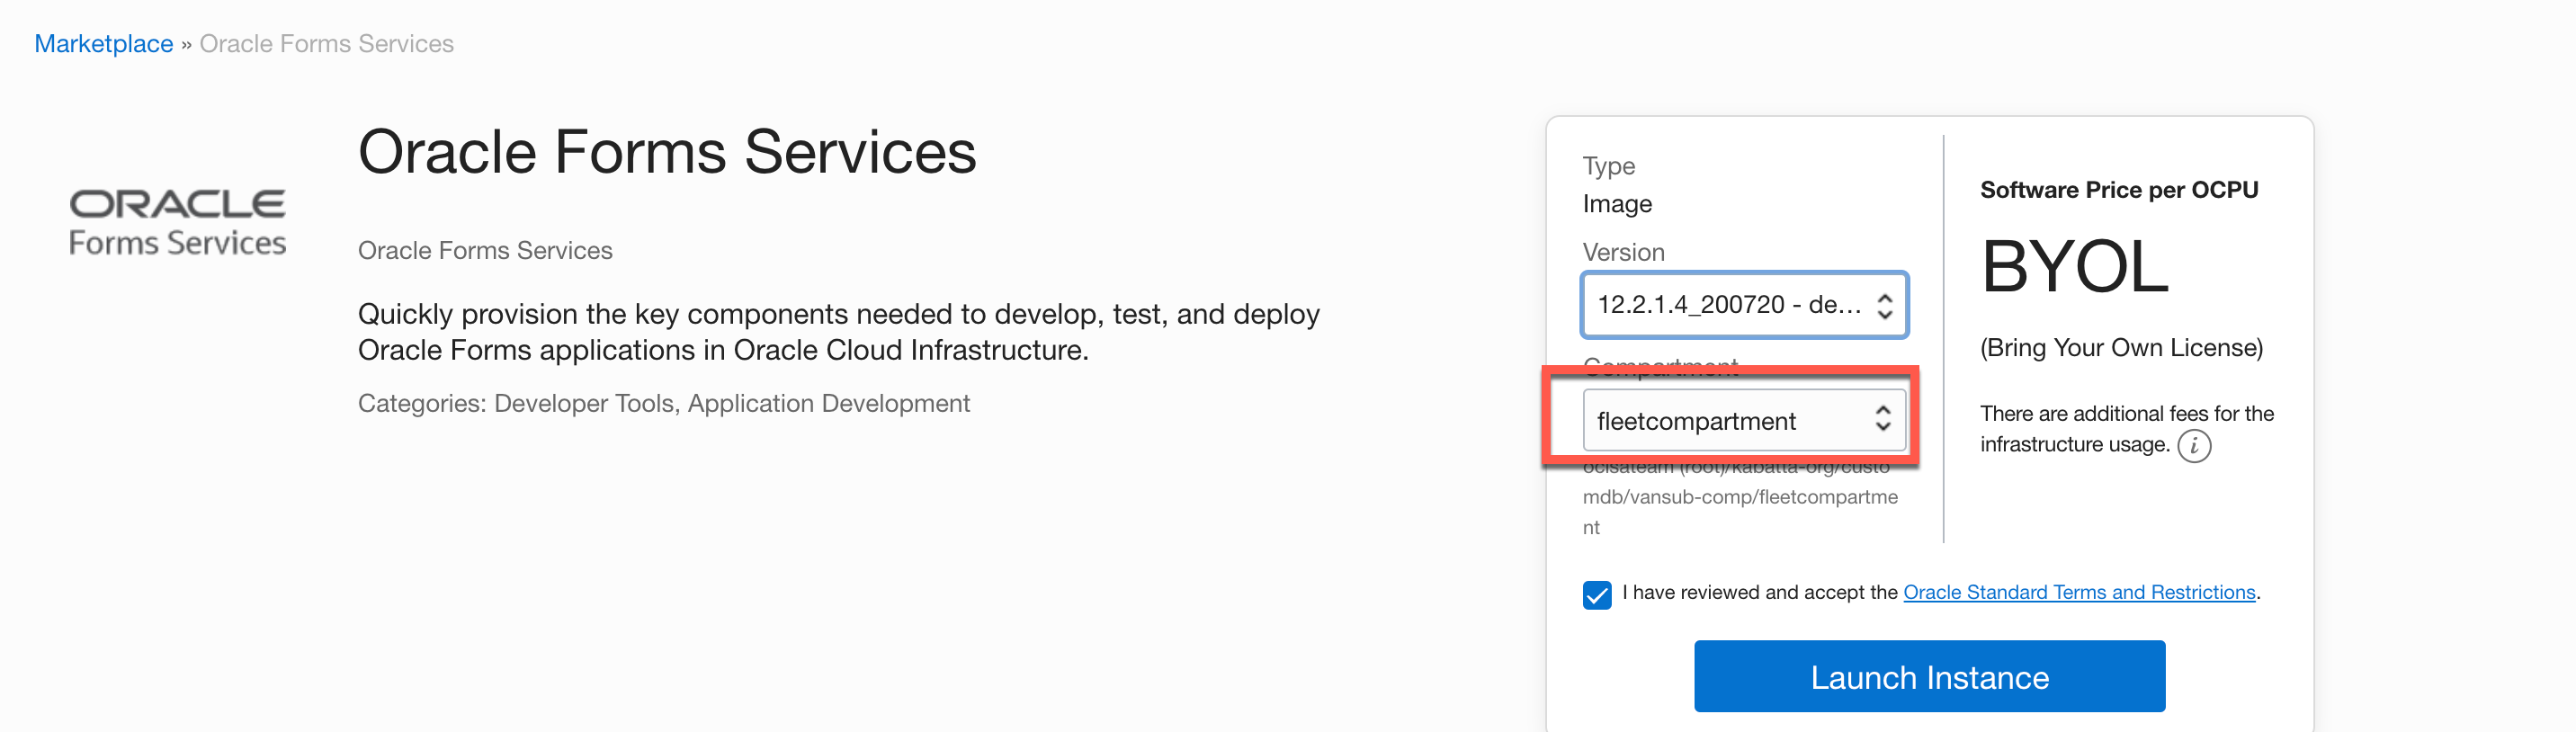 Marketplace » Oracle Forms Services
ORACLE
Forms Services
Oracle Forms Services
Oracle Forms Services
Quickly provision the key components needed to develop, test, and deploy
Oracle Forms applications in Oracle Cloud Infrastructure.
Categories: Developer Tools, Application Development
Type
Image
Version
12.2.1.4_200720 - de...
Compartment
fleetcompartment
ocisateam (root)/kabatta-org/custo
mdb/vansub-comp/fleetcompartme
nt
Software Price per OCPU
BYOL
(Bring Your Own License)
There are additional fees for the
infrastructure usage. i
I have reviewed and accept the Oracle Standard Terms and Restrictions.
Launch Instance